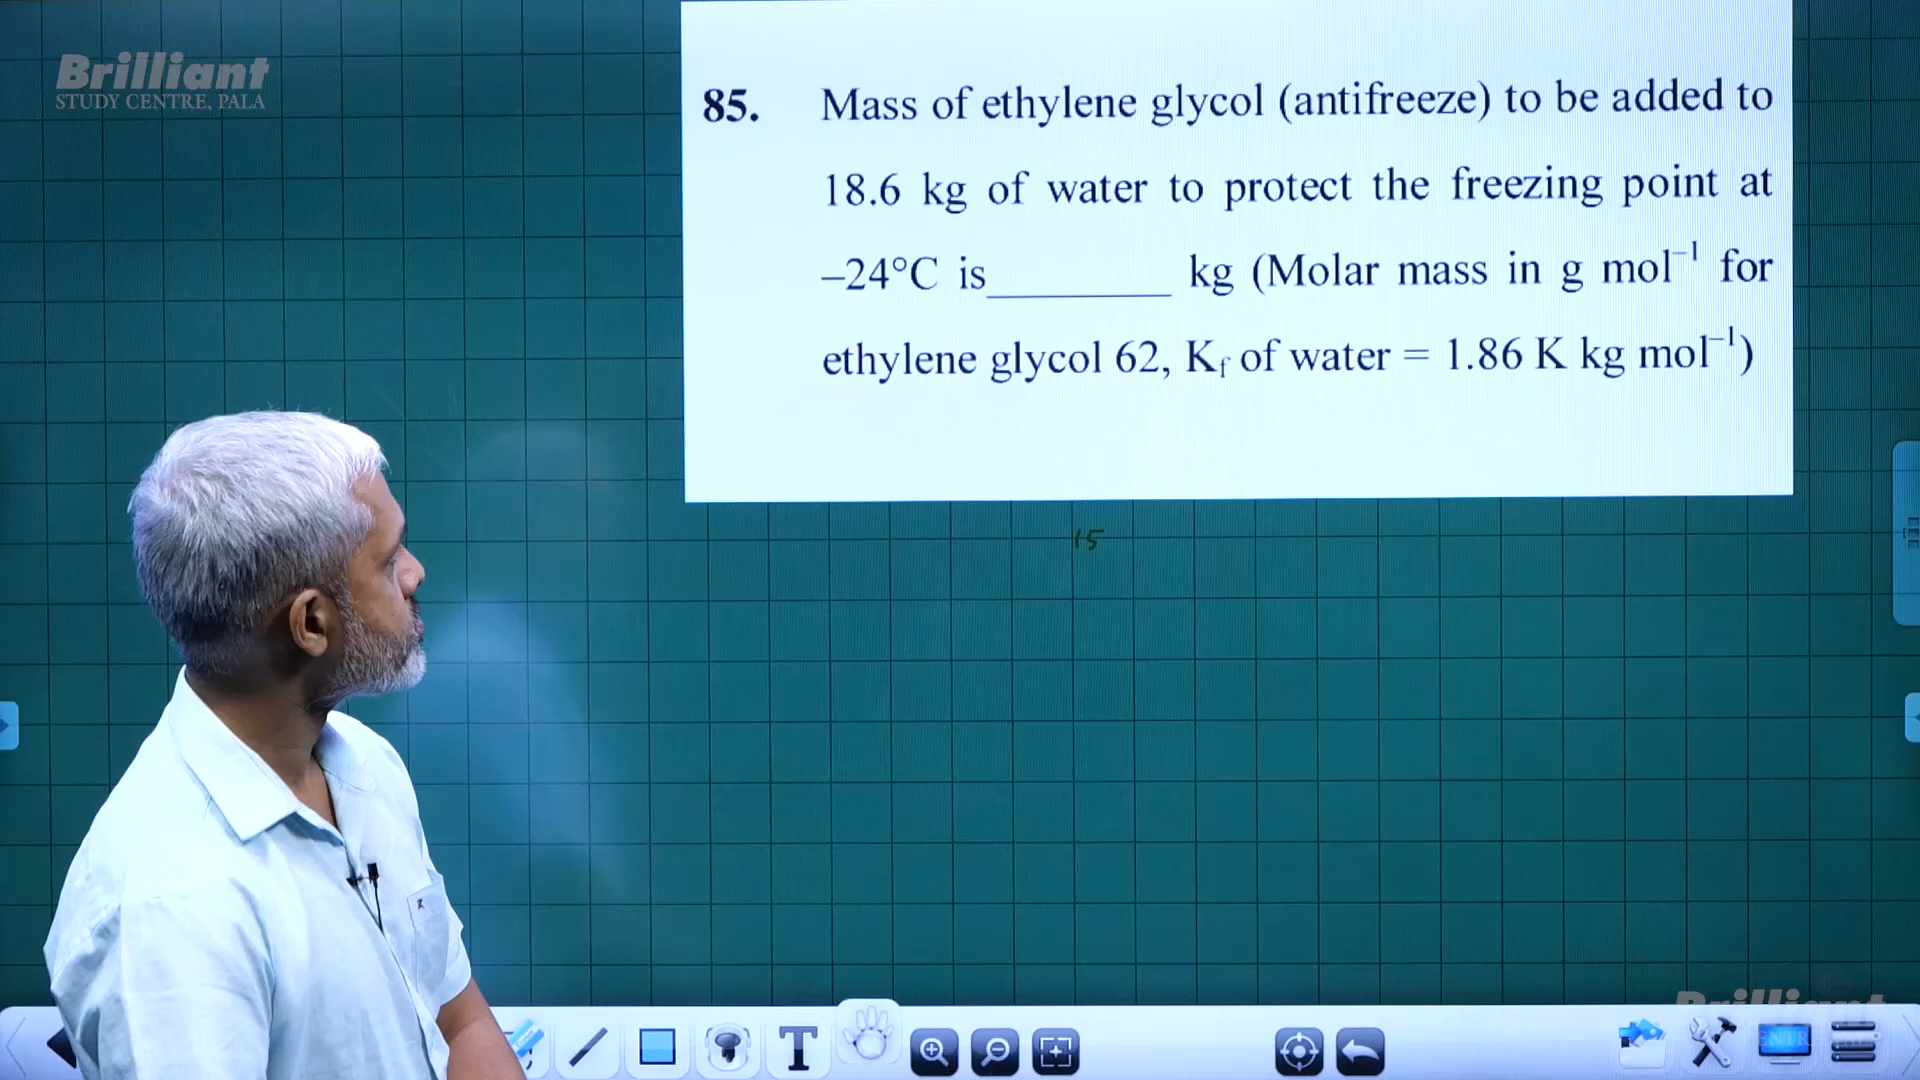 Brilliant
STUDY CENTRE, PALA
85. Mass of ethylene glycol (antifreeze) to be added to
18.6 kg of water to protect the freezing point at
–24°C is_________ kg (Molar mass in g mol⁻¹ for
ethylene glycol 62, Kf of water = 1.86 K kg mol⁻¹)
15
Brilliant
T